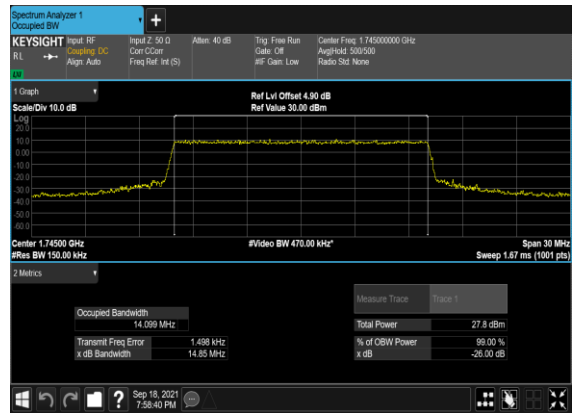 Spectrum Analyzer 1
Occupied BW
KEYSIGHT
R L
Input: RF
Coupling: DC
Align: Auto
Input Z: 50 Ω
Corr CCorr
Freq Ref: Int (S)
Atten: 40 dB
Trig: Free Run
Gate: Off
#IF Gain: Low
Center Freq: 1.745000000 GHz
Avg|Hold: 500/500
Radio Std: None
1 Graph
Scale/Div 10.0 dB
Ref Lvl Offset 4.90 dB
Ref Value 30.00 dBm
Log
20.0
10.0
0.00
-10.0
-20.0
-30.0
-40.0
-50.0
-60.0
Center 1.74500 GHz
#Res BW 150.00 kHz
#Video BW 470.00 kHz*
Span 30 MHz
Sweep 1.67 ms (1001 pts)
2 Metrics
Measure Trace
Trace 1
Occupied Bandwidth
14.099 MHz
Total Power
27.8 dBm
Transmit Freq Error
1.498 kHz
% of OBW Power
99.00 %
x dB Bandwidth
14.85 MHz
x dB
-26.00 dB
?
Sep 18, 2021
7:58:40 PM